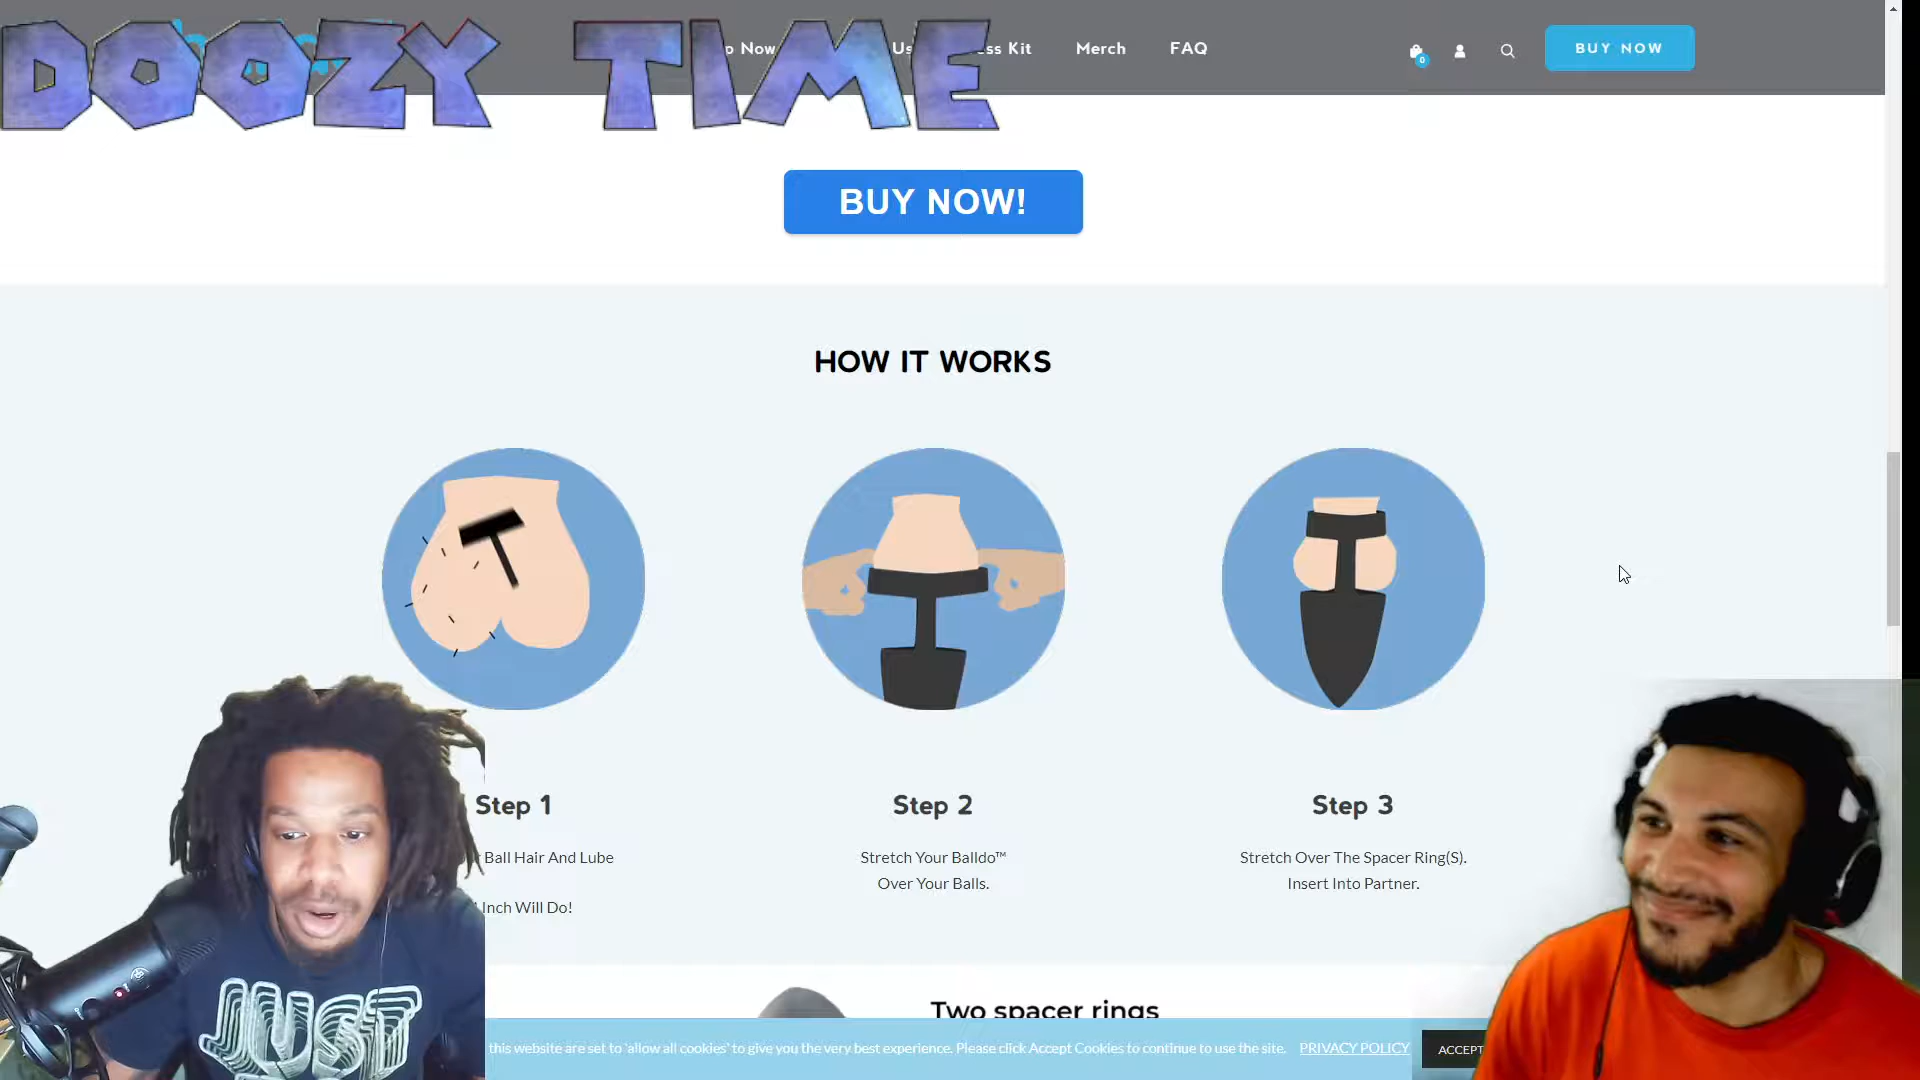 DOOZY TIME
Now
Us
Kit
Merch
FAQ
0
BUY NOW
BUY NOW!
HOW IT WORKS
Step 1
Ball Hair And Lube
Inch Will Do!
Step 2
Stretch Your Balldo™
Over Your Balls.
Step 3
Stretch Over The Spacer Ring(S).
Insert Into Partner.
JUST
Two spacer rings
this website are set to 'allow all cookies' to give you the very best experience. Please click Accept Cookies to continue to use the site. PRIVACY POLICY
ACCEPT